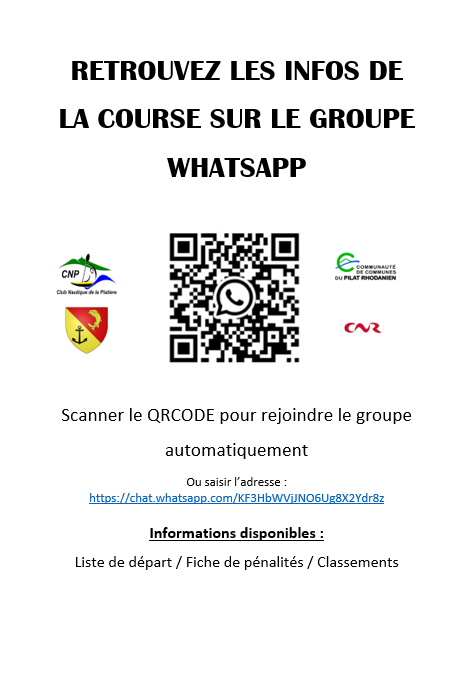 RETROUVEZ LES INFOS DE
LA COURSE SUR LE GROUPE
WHATSAPP
CNP
Club Nautique de la Platiere
COMMUNAUTÉ
DE COMMUNES
DU PILAT RHODANIEN
CNR
Scanner le QRCODE pour rejoindre le groupe
automatiquement
Ou saisir l'adresse :
https://chat.whatsapp.com/KF3HbWVjJNO6Ug8X2Ydr8z
Informations disponibles :
Liste de départ / Fiche de pénalités / Classements